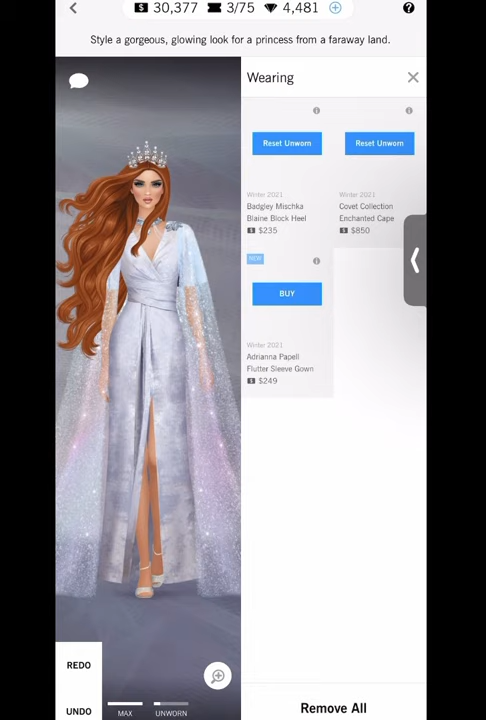 $ 30,377 3/75 4,481
Style a gorgeous, glowing look for a princess from a faraway land.
Wearing
Reset Unworn Reset Unworn
Winter 2021 Winter 2021
Badgley Mischka Covet Collection
Blaine Block Heel Enchanted Cape
$ $235 $ $850
NEW
BUY
Winter 2021
Adrianna Papell
Flutter Sleeve Gown
$ $249
REDO
UNDO
MAX UNWORN
Remove All